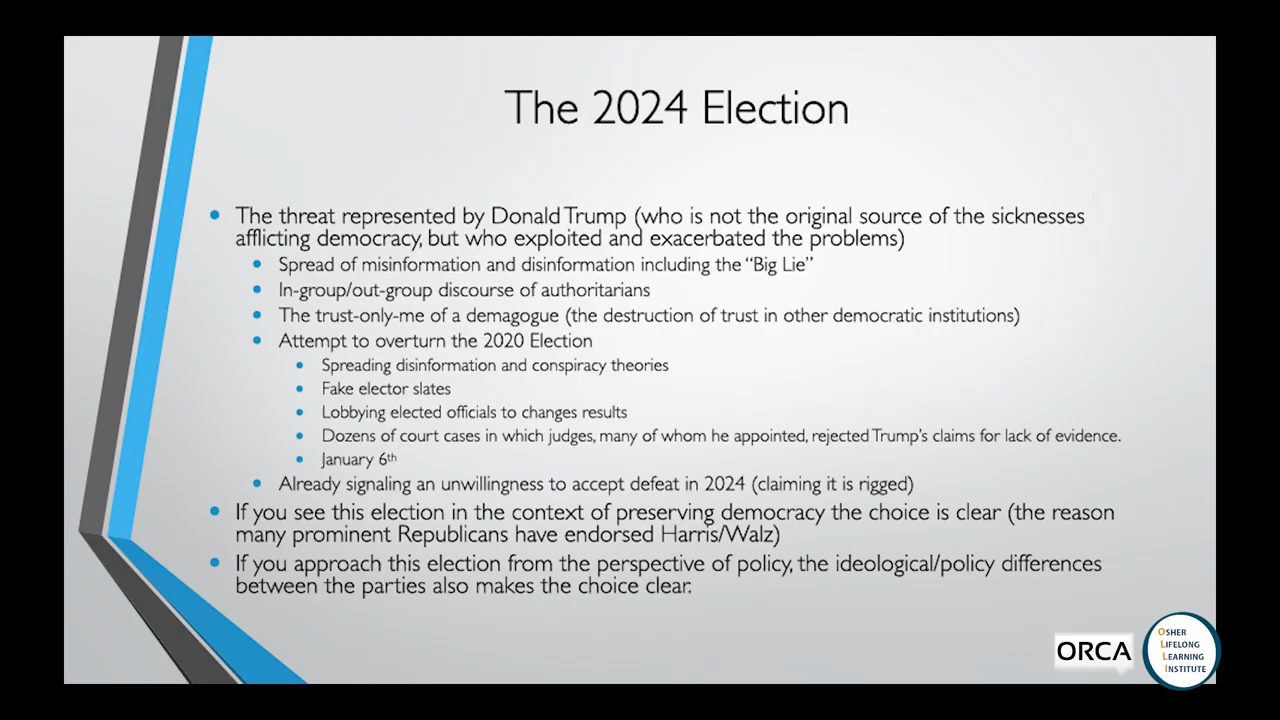 The 2024 Election
The threat represented by Donald Trump (who is not the original source of the sicknesses
afflicting democracy, but who exploited and exacerbated the problems)
Spread of misinformation and disinformation including the “Big Lie”
In-group/out-group discourse of authoritarians
The trust-only-me of a demagogue (the destruction of trust in other democratic institutions)
Attempt to overturn the 2020 Election
Spreading disinformation and conspiracy theories
Fake elector slates
Lobbying elected officials to changes results
Dozens of court cases in which judges, many of whom he appointed, rejected Trump’s claims for lack of evidence.
January 6th
Already signaling an unwillingness to accept defeat in 2024 (claiming it is rigged)
If you see this election in the context of preserving democracy the choice is clear (the reason
many prominent Republicans have endorsed Harris/Walz)
If you approach this election from the perspective of policy, the ideological/policy differences
between the parties also makes the choice clear.
ORCA
OSHER
LIFELONG
LEARNING
INSTITUTE